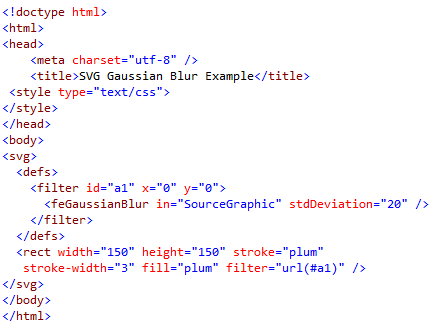 <!doctype html>
<html>
<head>
    <meta charset="utf-8" />
    <title>SVG Gaussian Blur Example</title>
 <style type="text/css">
</style>
</head>
<body>
<svg>
  <defs>
    <filter id="a1" x="0" y="0">
      <feGaussianBlur in="SourceGraphic" stdDeviation="20" />
    </filter>
  </defs>
  <rect width="150" height="150" stroke="plum"
   stroke-width="3" fill="plum" filter="url(#a1)" />
</svg>
</body>
</html>